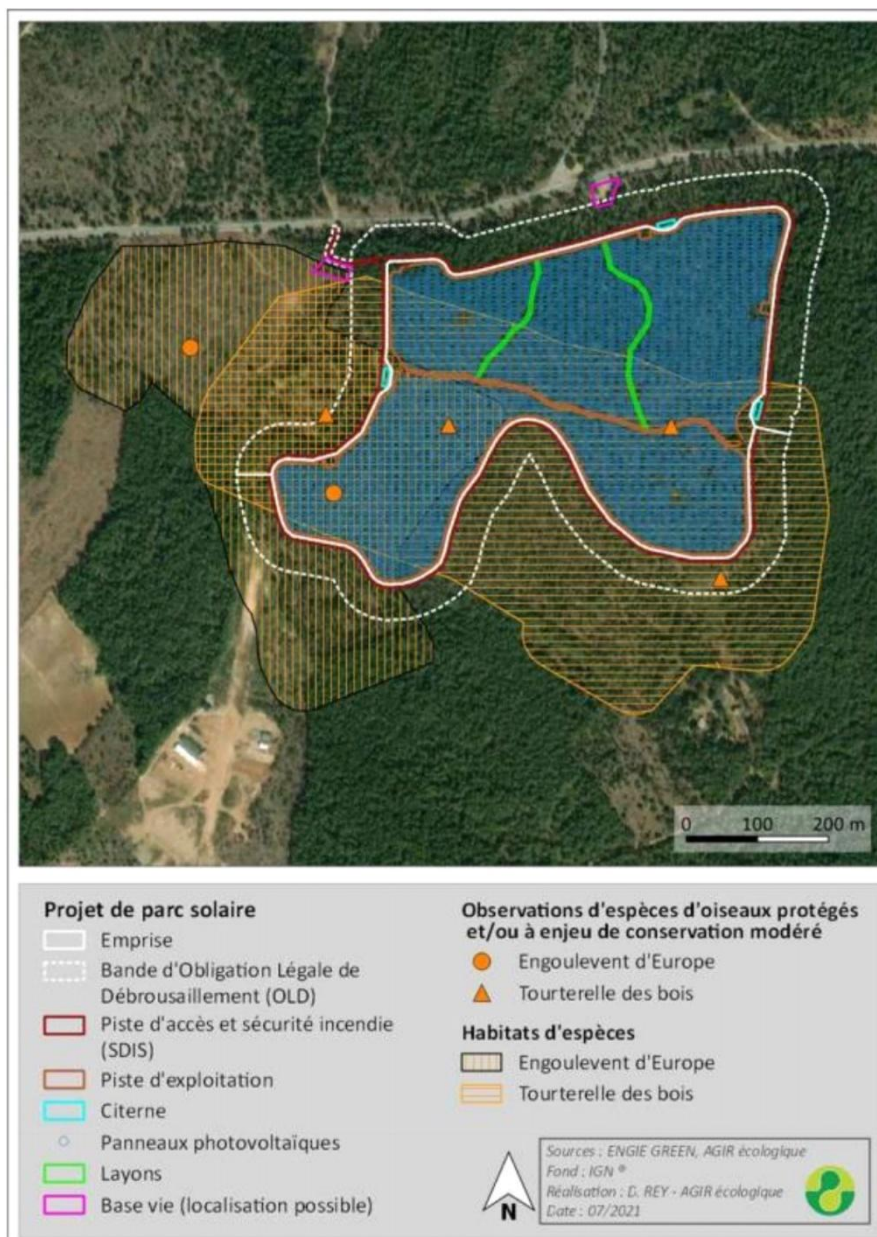 0 100 200 m
Projet de parc solaire
Emprise
Bande d'Obligation Légale de
Débrousaillement (OLD)
Piste d'accès et sécurité incendie
(SDIS)
Piste d'exploitation
Citerne
Panneaux photovoltaïques
Layons
Base vie (localisation possible)
Observations d'espèces d'oiseaux protégés
et/ou à enjeu de conservation modéré
Engoulevent d'Europe
Tourterelle des bois
Habitats d'espèces
Engoulevent d'Europe
Tourterelle des bois
N
Sources : ENGIE GREEN, AGIR écologique
Fond : IGN ®
Réalisation : D. REY - AGIR écologique
Date : 07/2021